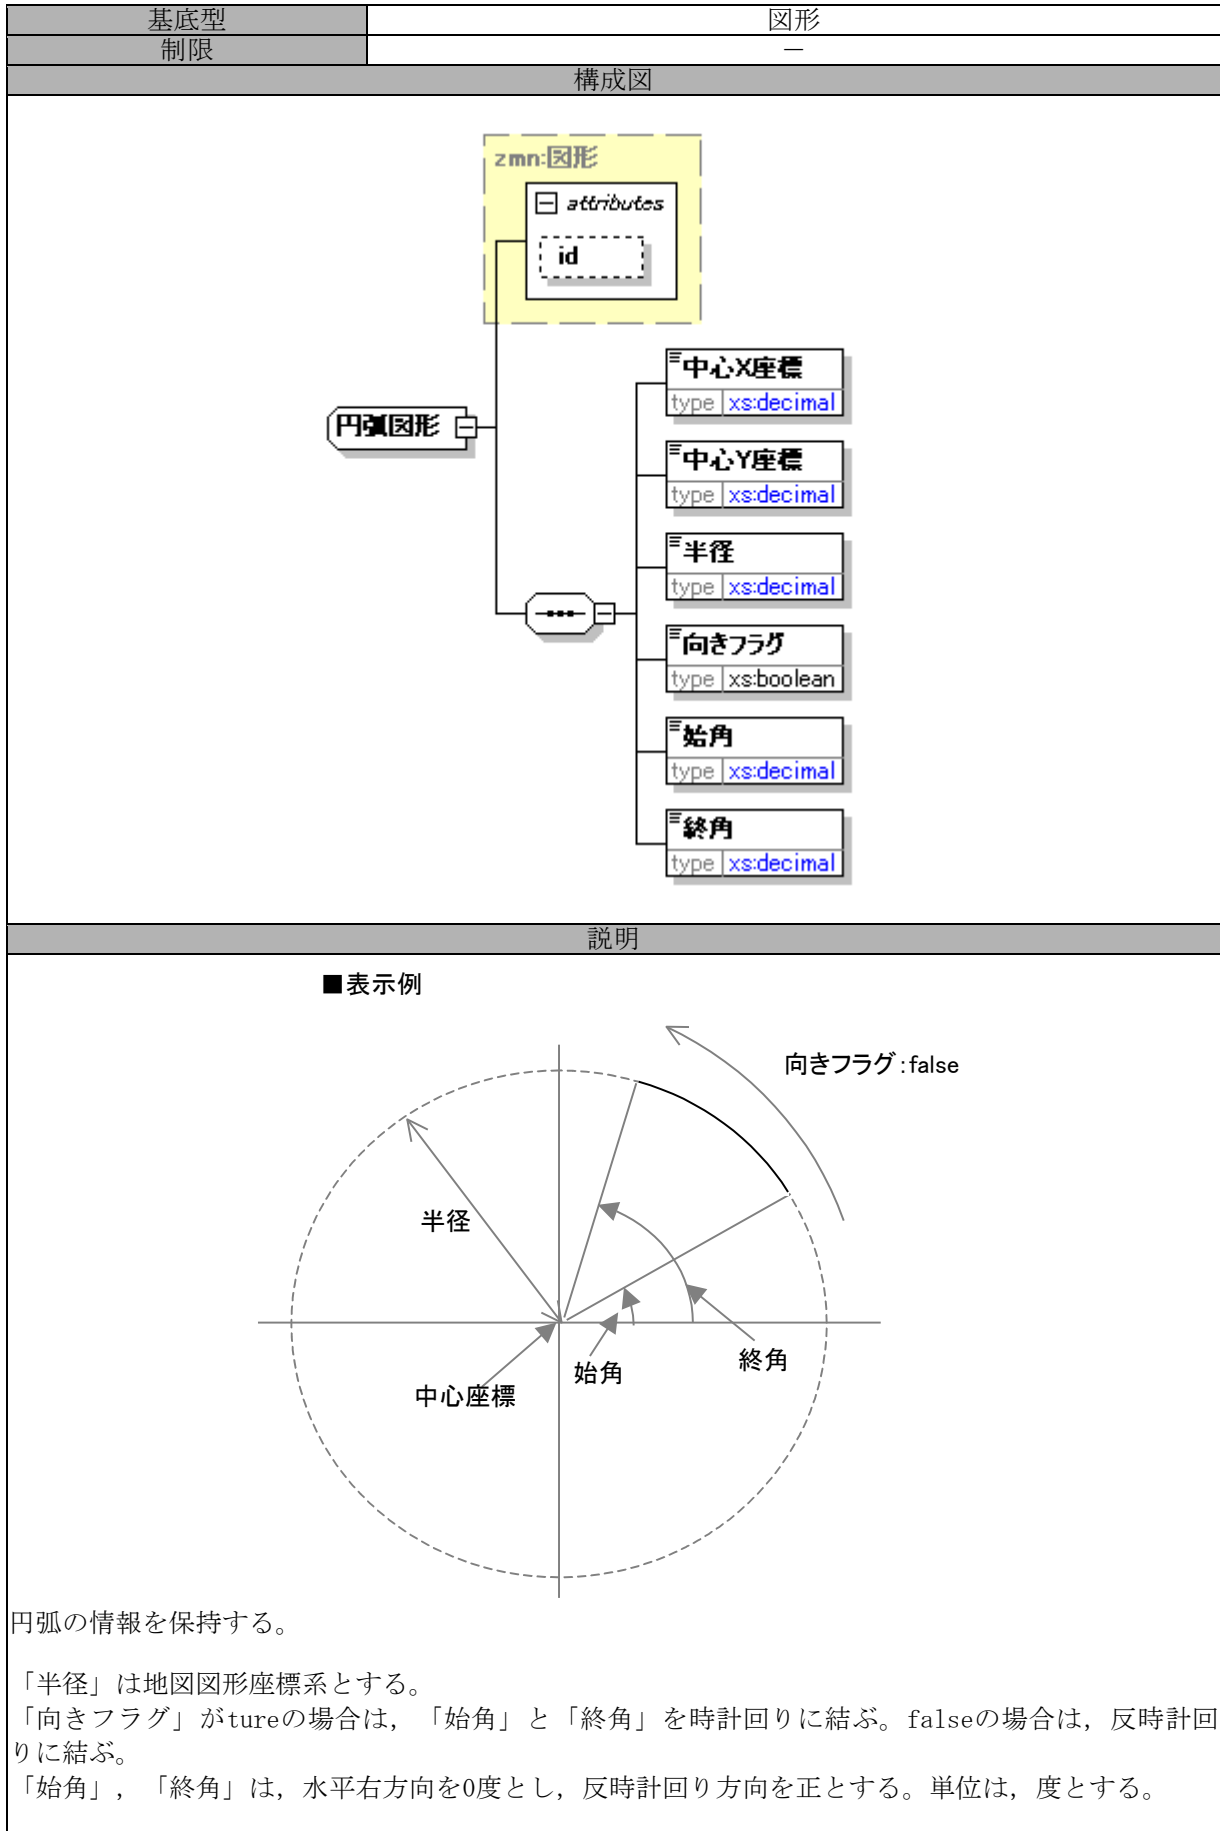 基底型 図形
制限 －
構成図
zmn:図形
attributes
id
円弧図形
中心X座標
type xs:decimal
中心Y座標
type xs:decimal
半径
type xs:decimal
向きフラグ
type xs:boolean
始角
type xs:decimal
終角
type xs:decimal
説明
■表示例
向きフラグ:false
半径
終角
始角
中心座標
円弧の情報を保持する。
「半径」は地図図形座標系とする。
「向きフラグ」がtureの場合は，「始角」と「終角」を時計回りに結ぶ。falseの場合は，反時計回
りに結ぶ。
「始角」，「終角」は，水平右方向を0度とし，反時計回り方向を正とする。単位は，度とする。